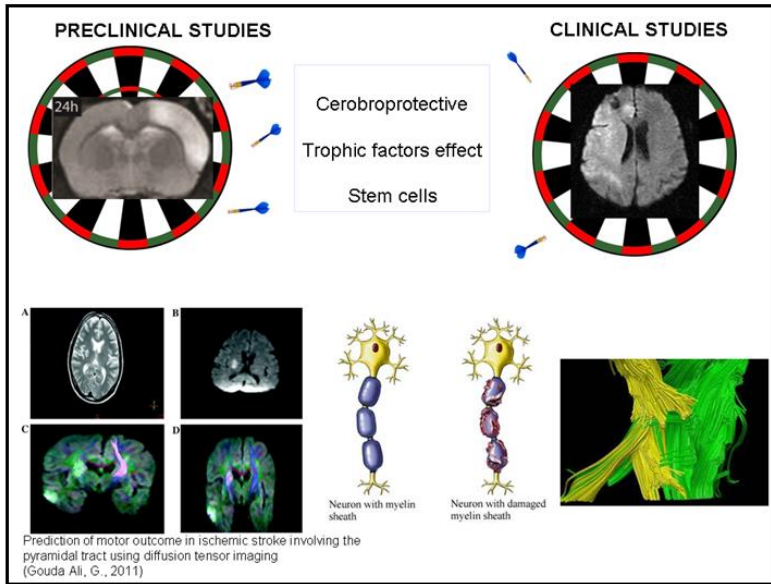 PRECLINICAL STUDIES
CLINICAL STUDIES
24h
Cerobroprotective
Trophic factors effect
Stem cells
A
B
C
D
Neuron with myelin
sheath
Neuron with damaged
myelin sheath
Prediction of motor outcome in ischemic stroke involving the
pyramidal tract using diffusion tensor imaging
(Gouda Ali, G., 2011)